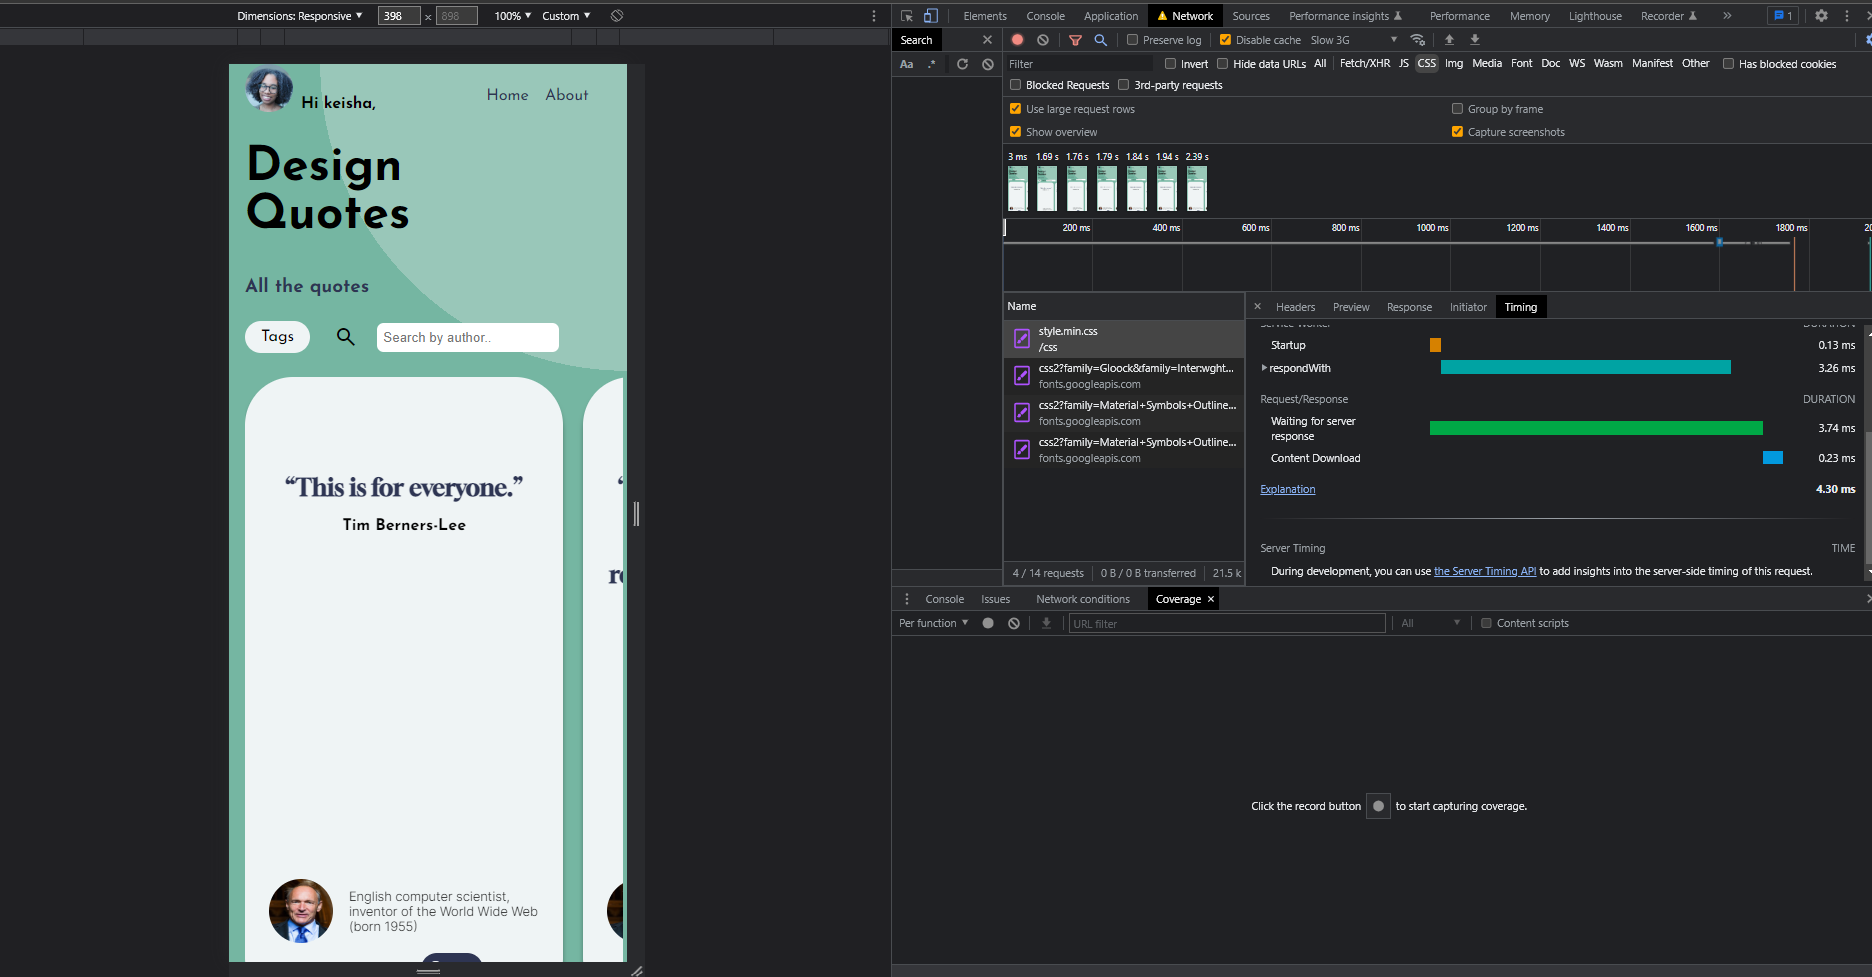 Dimensions: Responsive ▼ 398 × 898 100% ▼ Custom ▼
Elements Console Application Network Sources Performance insights Performance Memory Lighthouse Recorder » 1
Search
Preserve log Disable cache Slow 3G ▼
Aa .*
Filter Invert Hide data URLs All Fetch/XHR JS CSS Img Media Font Doc WS Wasm Manifest Other Has blocked cookies
Blocked Requests 3rd-party requests
Use large request rows Group by frame
Show overview Capture screenshots
3 ms 1.69 s 1.76 s 1.79 s 1.84 s 1.94 s 2.39 s
200 ms 400 ms 600 ms 800 ms 1000 ms 1200 ms 1400 ms 1600 ms 1800 ms 20
Hi keisha,
Home About
Design
Quotes
All the quotes
Tags
Search by author..
“This is for everyone.”
Tim Berners-Lee
“
re
English computer scientist,
inventor of the World Wide Web
(born 1955)
Name
style.min.css
/css
css2?family=Gloock&family=Inter:wght...
fonts.googleapis.com
css2?family=Material+Symbols+Outline...
fonts.googleapis.com
css2?family=Material+Symbols+Outline...
fonts.googleapis.com
4 / 14 requests 0 B / 0 B transferred 21.5 k
× Headers Preview Response Initiator Timing
Service Worker DURATION
Startup 0.13 ms
respondWith 3.26 ms
Request/Response DURATION
Waiting for server
response 3.74 ms
Content Download 0.23 ms
Explanation 4.30 ms
Server Timing TIME
During development, you can use the Server Timing API to add insights into the server-side timing of this request.
Console Issues Network conditions Coverage ×
Per function ▼ URL filter All ▼ Content scripts
Click the record button to start capturing coverage.